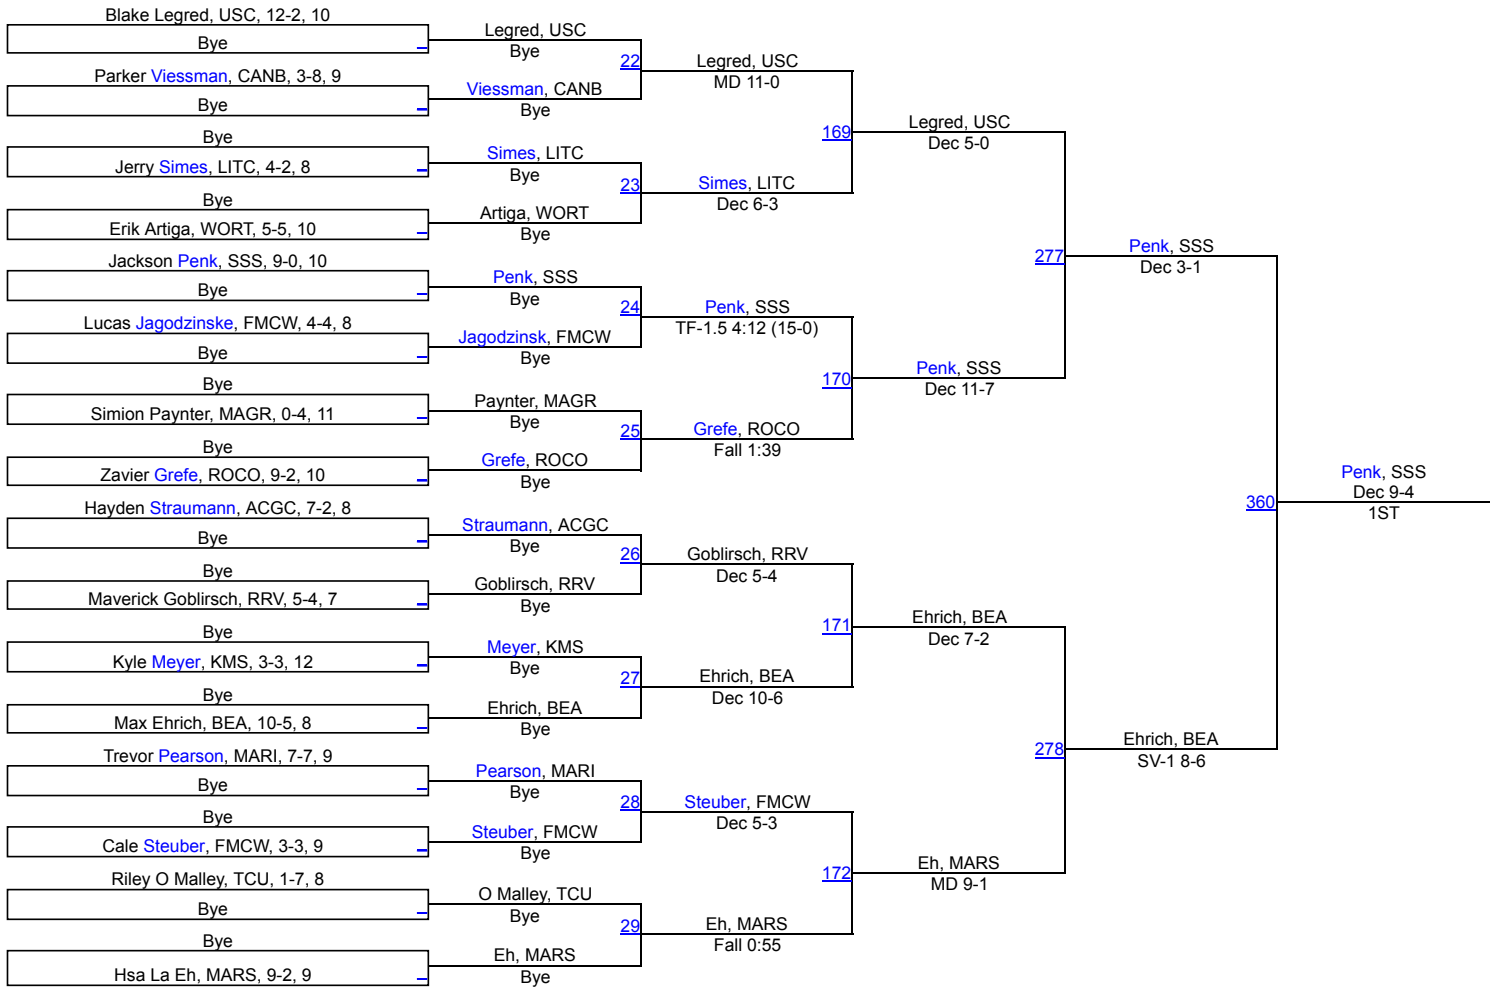 Blake Legred, USC, 12-2, 10
Bye
Parker Viessman, CANB, 3-8, 9
Bye
Bye
Jerry Simes, LITC, 4-2, 8
Bye
Erik Artiga, WORT, 5-5, 10
Jackson Penk, SSS, 9-0, 10
Bye
Lucas Jagodzinske, FMCW, 4-4, 8
Bye
Bye
Simion Paynter, MAGR, 0-4, 11
Bye
Zavier Grefe, ROCO, 9-2, 10
Hayden Straumann, ACGC, 7-2, 8
Bye
Bye
Maverick Goblirsch, RRV, 5-4, 7
Bye
Kyle Meyer, KMS, 3-3, 12
Bye
Max Ehrich, BEA, 10-5, 8
Trevor Pearson, MARI, 7-7, 9
Bye
Bye
Cale Steuber, FMCW, 3-3, 9
Riley O Malley, TCU, 1-7, 8
Bye
Bye
Hsa La Eh, MARS, 9-2, 9
Legred, USC
Bye
22
Viessman, CANB
Bye
Simes, LITC
Bye
23
Artiga, WORT
Bye
Penk, SSS
Bye
24
Jagodzinsk, FMCW
Bye
Paynter, MAGR
Bye
25
Grefe, ROCO
Bye
Straumann, ACGC
Bye
26
Goblirsch, RRV
Bye
Meyer, KMS
Bye
27
Ehrich, BEA
Bye
Pearson, MARI
Bye
28
Steuber, FMCW
Bye
O Malley, TCU
Bye
29
Eh, MARS
Bye
Legred, USC
MD 11-0
169
Simes, LITC
Dec 6-3
Penk, SSS
TF-1.5 4:12 (15-0)
170
Grefe, ROCO
Fall 1:39
Goblirsch, RRV
Dec 5-4
171
Ehrich, BEA
Dec 10-6
Steuber, FMCW
Dec 5-3
172
Eh, MARS
Fall 0:55
Legred, USC
Dec 5-0
277
Penk, SSS
Dec 11-7
Ehrich, BEA
Dec 7-2
278
Eh, MARS
MD 9-1
Penk, SSS
Dec 3-1
360
Ehrich, BEA
SV-1 8-6
Penk, SSS
Dec 9-4
1ST